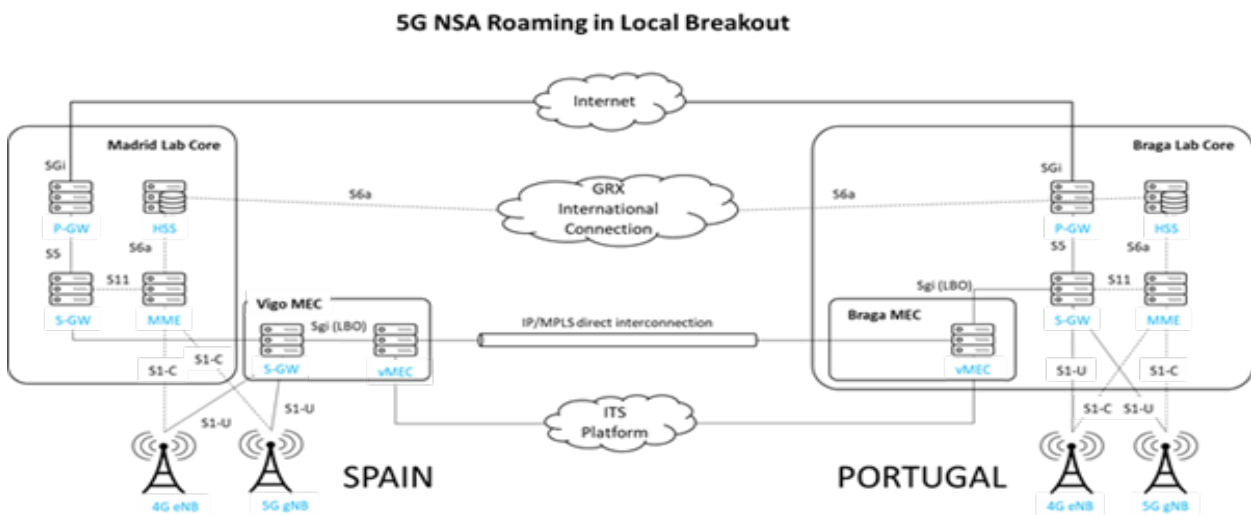 5G NSA Roaming in Local Breakout
Internet
Madrid Lab Core
Braga Lab Core
SGi
SGi
P-GW
HSS
S6a
GRX
International
Connection
S6a
P-GW
HSS
S5
S6a
S5
S6a
S11
S11
S-GW
MME
Vigo MEC
Sgi (LBO)
IP/MPLS direct interconnection
Sgi (LBO)
Braga MEC
S-GW
MME
S1-C
S1-C
S-GW
vMEC
vMEC
S1-U
S1-C
S1-U
S1-U
ITS
Platform
S1-C
S1-U
4G eNB
5G gNB
SPAIN
PORTUGAL
4G eNB
5G gNB